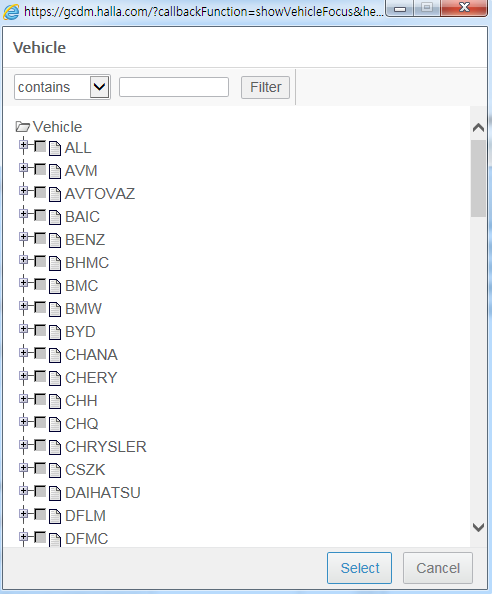 https://gcdm.halla.com/?callbackFunction=showVehicleFocus&he...
Vehicle
contains
Filter
Vehicle
ALL
AVM
AVTOVAZ
BAIC
BENZ
BHMC
BMC
BMW
BYD
CHANA
CHERY
CHH
CHQ
CHRYSLER
CSZK
DAIHATSU
DFLM
DFMC
Select Cancel